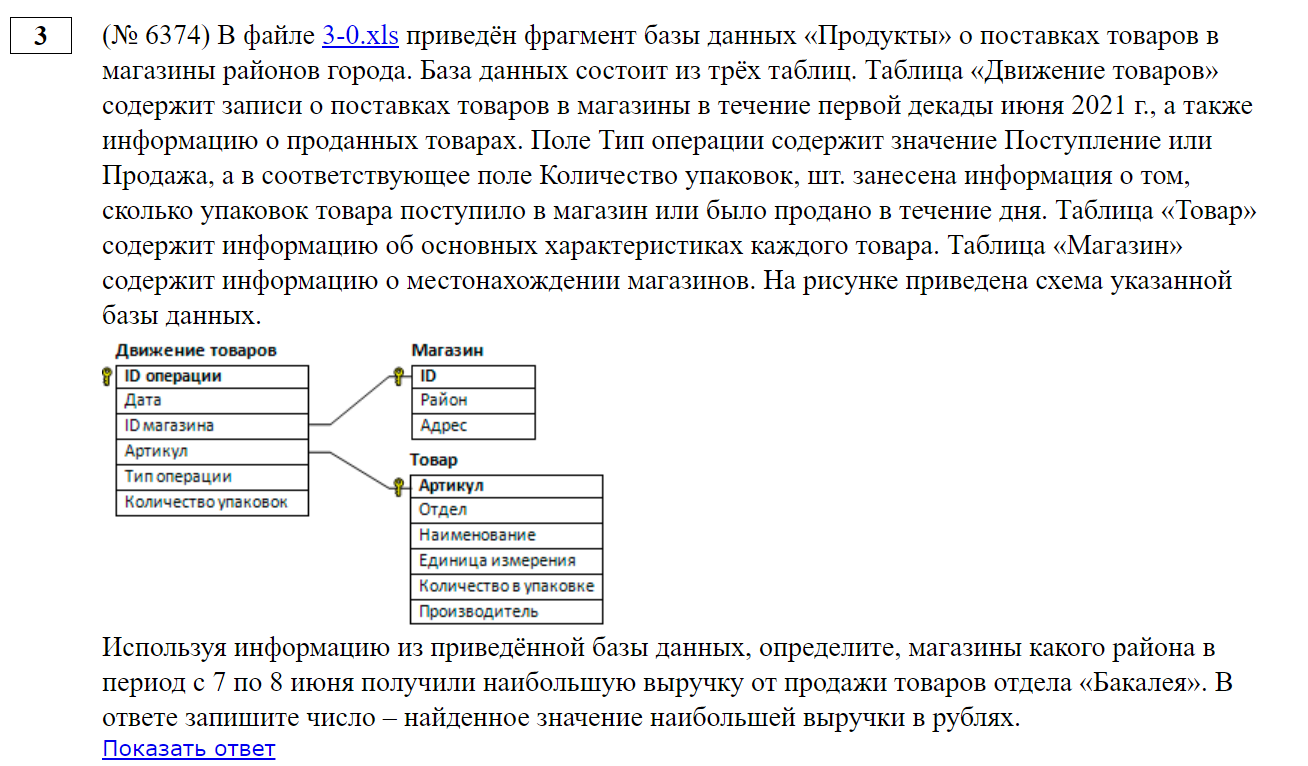 3
(№ 6374) В файле 3-0.xls приведён фрагмент базы данных «Продукты» о поставках товаров в
магазины районов города. База данных состоит из трёх таблиц. Таблица «Движение товаров»
содержит записи о поставках товаров в магазины в течение первой декады июня 2021 г., а также
информацию о проданных товарах. Поле Тип операции содержит значение Поступление или
Продажа, а в соответствующее поле Количество упаковок, шт. занесена информация о том,
сколько упаковок товара поступило в магазин или было продано в течение дня. Таблица «Товар»
содержит информацию об основных характеристиках каждого товара. Таблица «Магазин»
содержит информацию о местонахождении магазинов. На рисунке приведена схема указанной
базы данных.
Движение товаров
ID операции
Дата
ID магазина
Артикул
Тип операции
Количество упаковок
Магазин
ID
Район
Адрес
Товар
Артикул
Отдел
Наименование
Единица измерения
Количество в упаковке
Производитель
Используя информацию из приведённой базы данных, определите, магазины какого района в
период с 7 по 8 июня получили наибольшую выручку от продажи товаров отдела «Бакалея». В
ответе запишите число – найденное значение наибольшей выручки в рублях.
Показать ответ